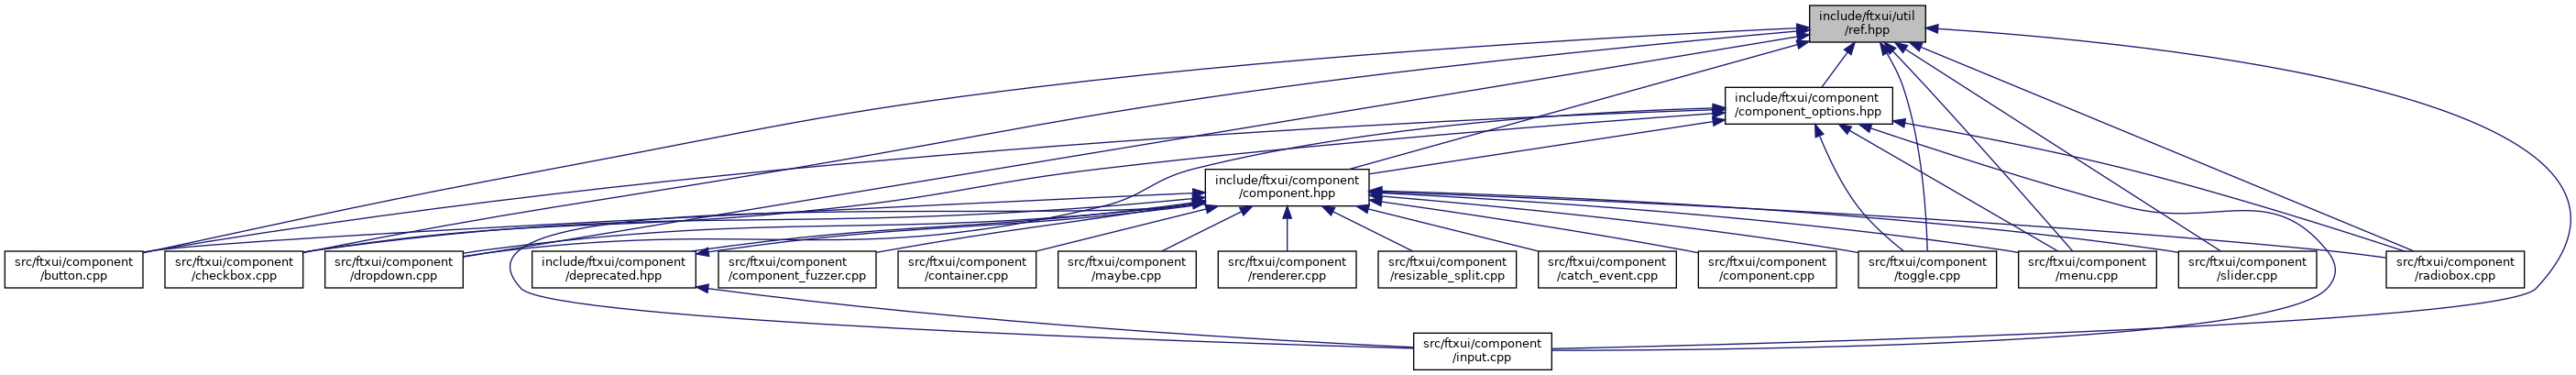 include/ftxui/util
/ref.hpp
include/ftxui/component
/component_options.hpp
include/ftxui/component
/component.hpp
src/ftxui/component
/button.cpp
src/ftxui/component
/checkbox.cpp
src/ftxui/component
/dropdown.cpp
include/ftxui/component
/deprecated.hpp
src/ftxui/component
/component_fuzzer.cpp
src/ftxui/component
/container.cpp
src/ftxui/component
/maybe.cpp
src/ftxui/component
/renderer.cpp
src/ftxui/component
/resizable_split.cpp
src/ftxui/component
/catch_event.cpp
src/ftxui/component
/component.cpp
src/ftxui/component
/toggle.cpp
src/ftxui/component
/menu.cpp
src/ftxui/component
/slider.cpp
src/ftxui/component
/radiobox.cpp
src/ftxui/component
/input.cpp